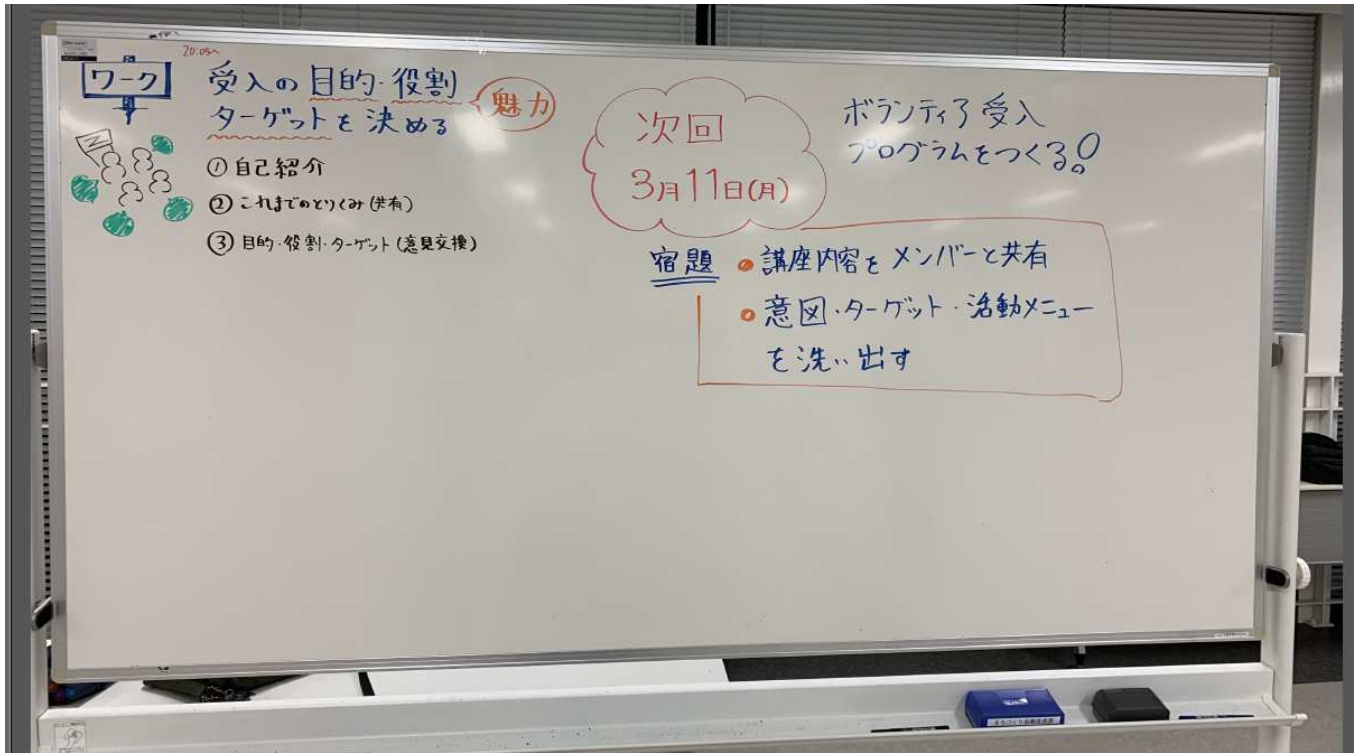 20:05~
ワーク
受入の目的・役割
ターゲットを決める
魅力
①自己紹介
②これまでのとりくみ(共有)
③目的・役割・ターゲット(意見交換)
次回
3月11日(月)
ボランティア受入
プログラムをつくる!
宿題
●講座内容をメンバーと共有
●意図・ターゲット・活動メニュー
を洗い出す